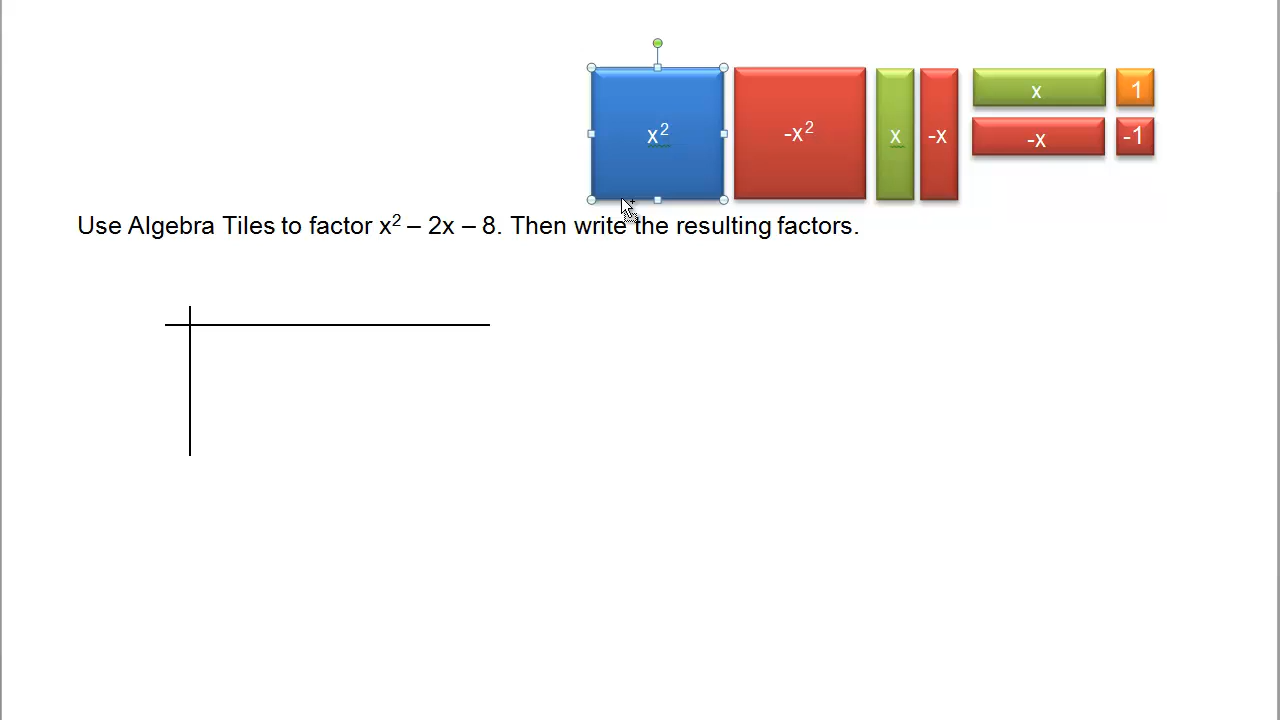 x² -x² x -x x 1
-x -1
Use Algebra Tiles to factor x² – 2x – 8. Then write the resulting factors.